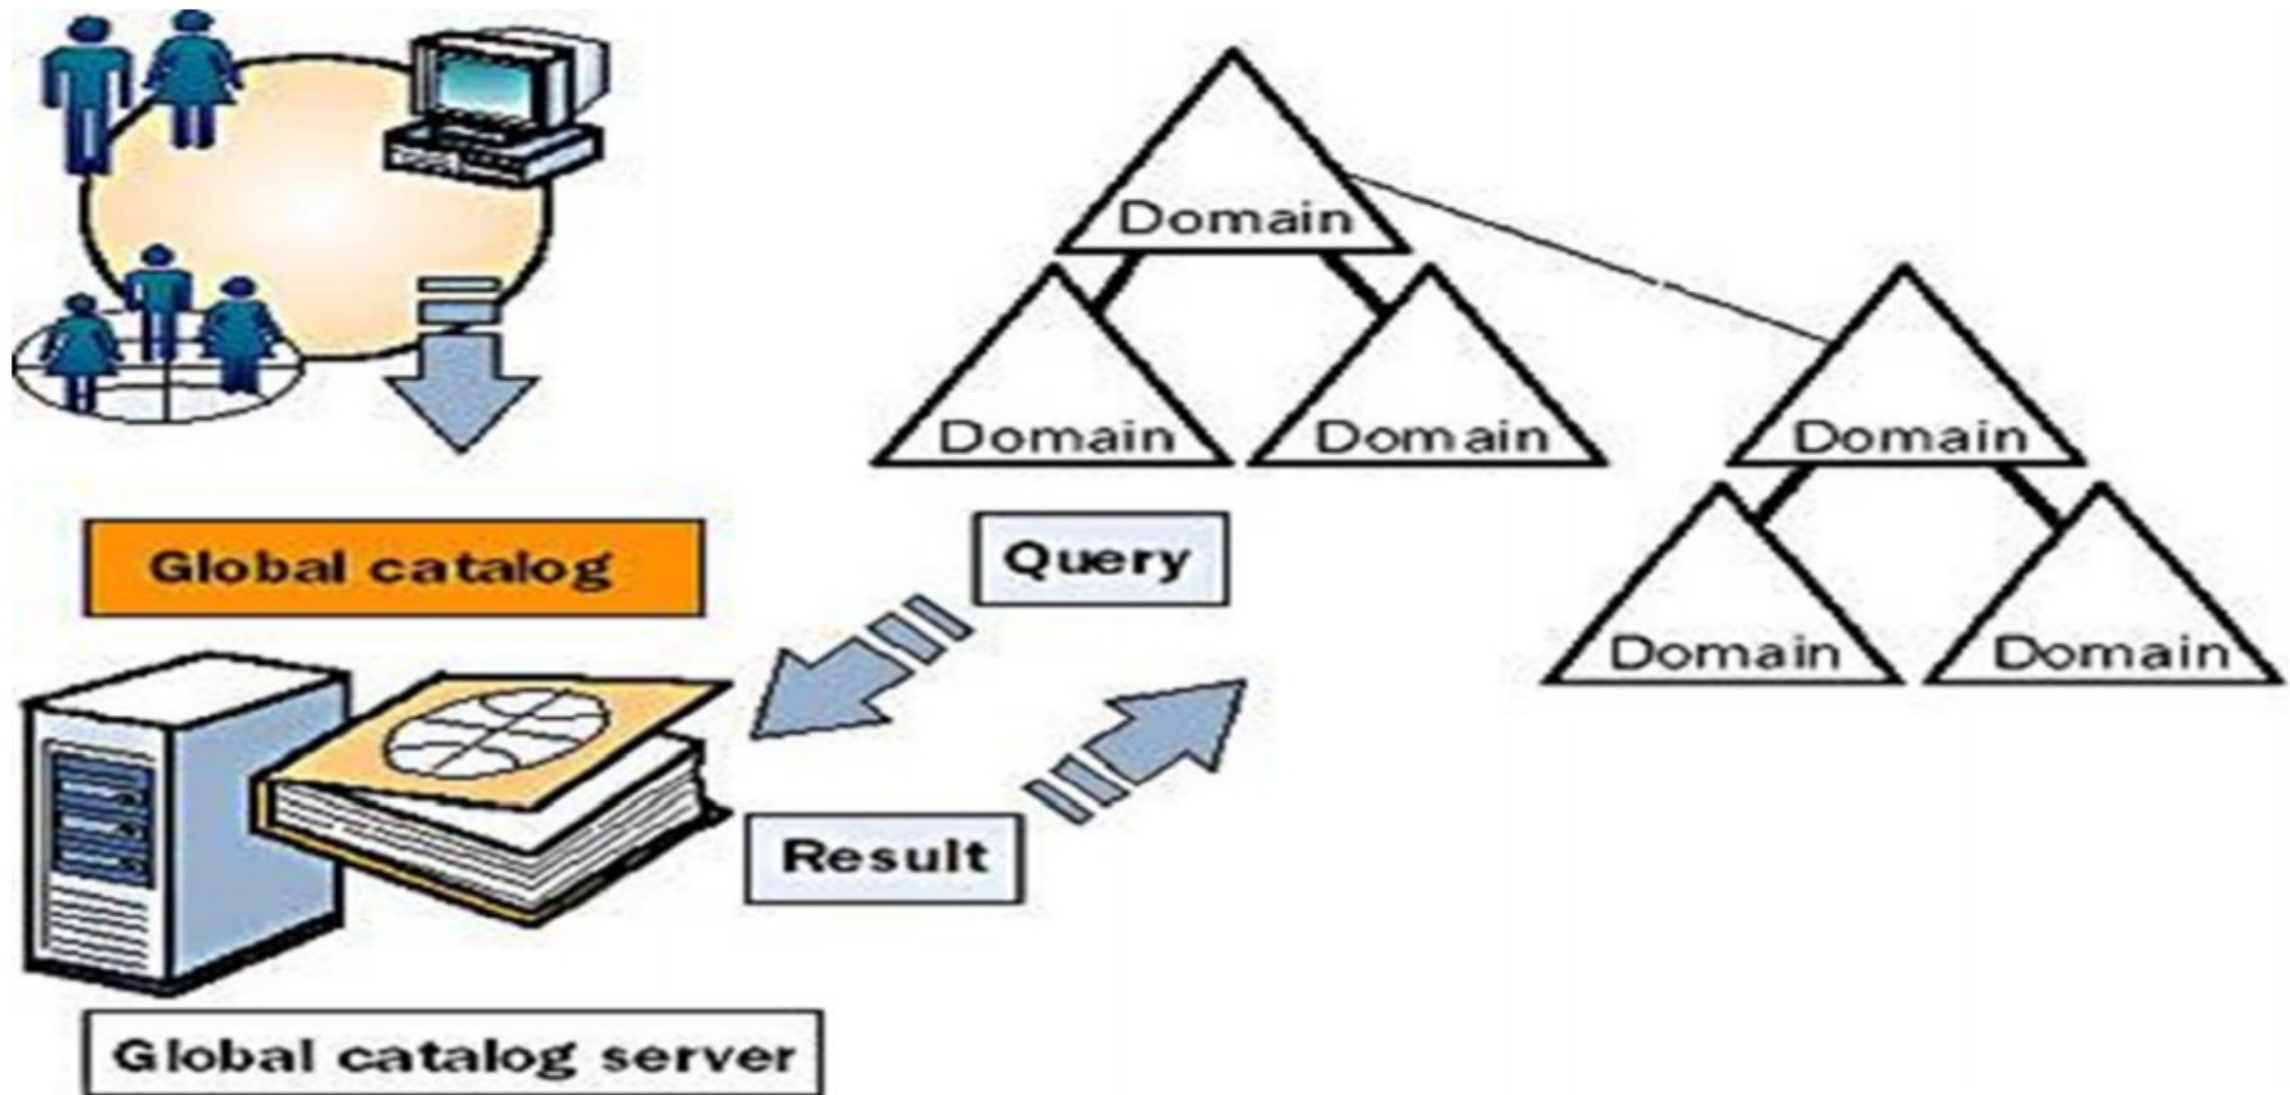 Domain
Domain
Domain
Domain
Domain
Domain
Global catalog
Query
Result
Global catalog server